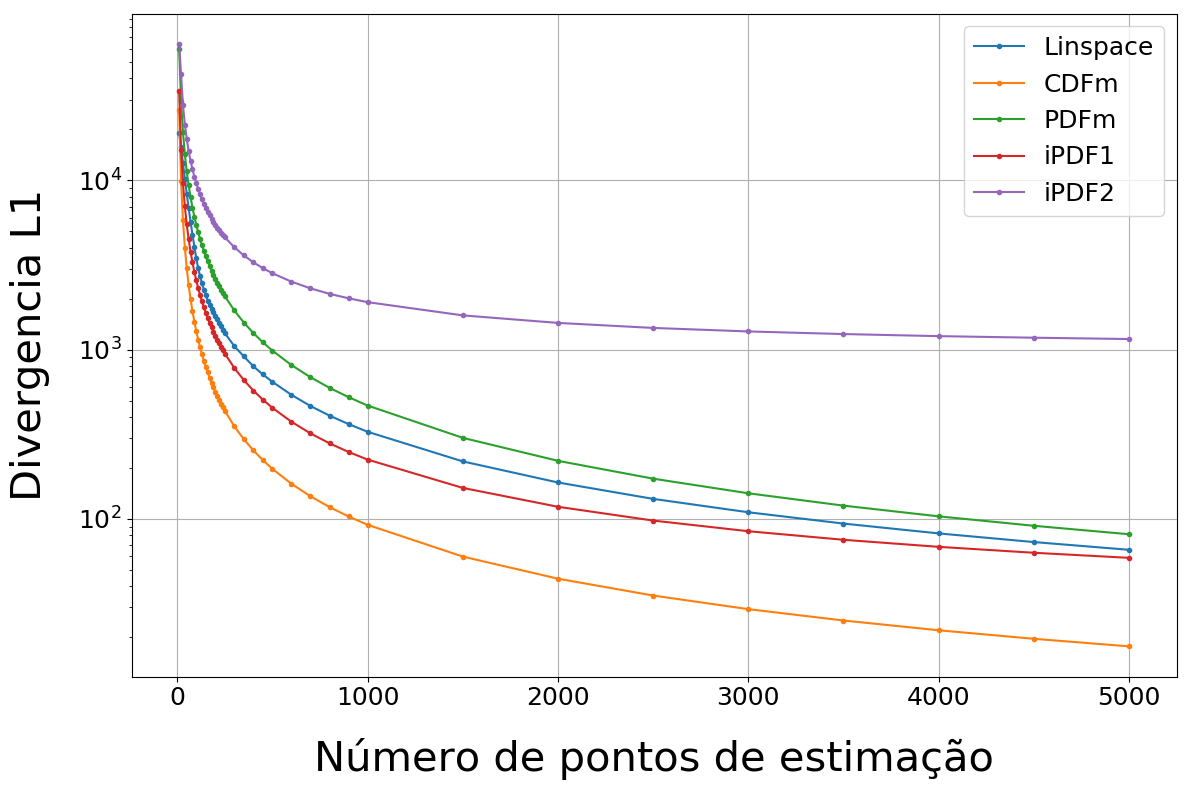 Divergencia L1
10^4
10^3
10^2
Linspace
CDFm
PDFm
iPDF1
iPDF2
0 1000 2000 3000 4000 5000
Número de pontos de estimação